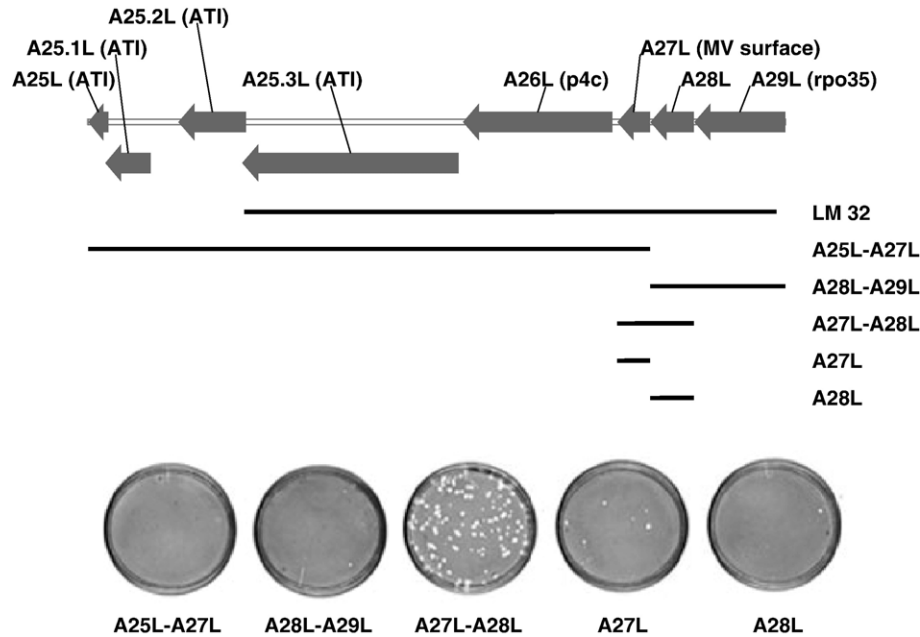 A25.2L (ATI)
A25.1L (ATI)
A27L (MV surface)
A25L (ATI)
A25.3L (ATI)
A26L (p4c)
A28L
A29L (rpo35)
LM 32
A25L-A27L
A28L-A29L
A27L-A28L
A27L
A28L
A25L-A27L
A28L-A29L
A27L-A28L
A27L
A28L